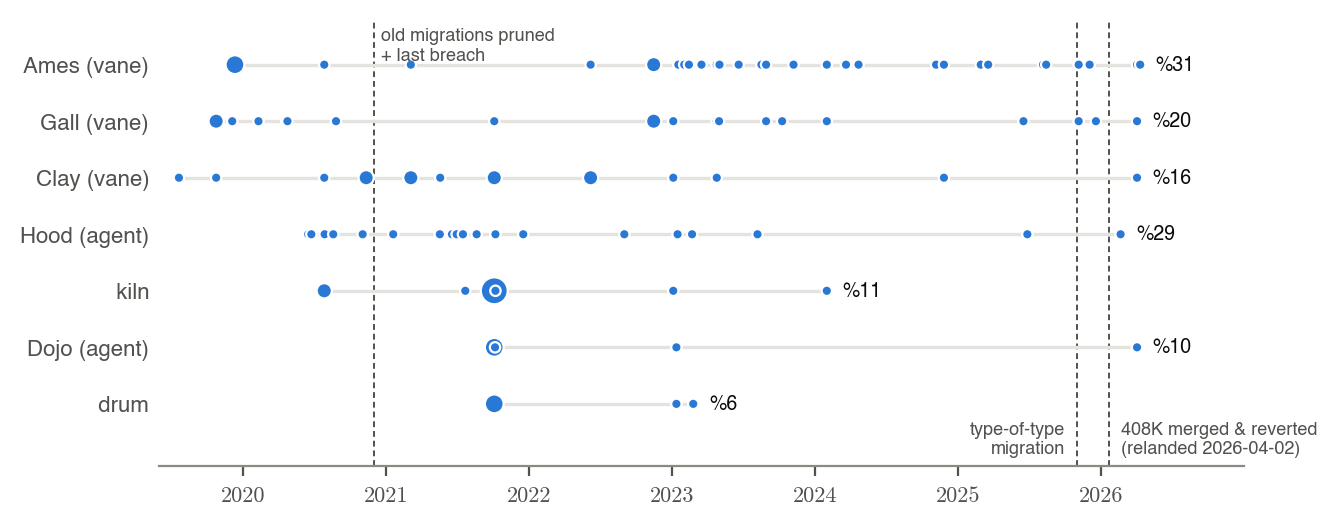 old migrations pruned
+ last breach
Ames (vane)
%31
Gall (vane)
%20
Clay (vane)
%16
Hood (agent)
%29
kiln
%11
Dojo (agent)
%10
drum
%6
type-of-type
migration
408K merged & reverted
(relanded 2026-04-02)
2020
2021
2022
2023
2024
2025
2026